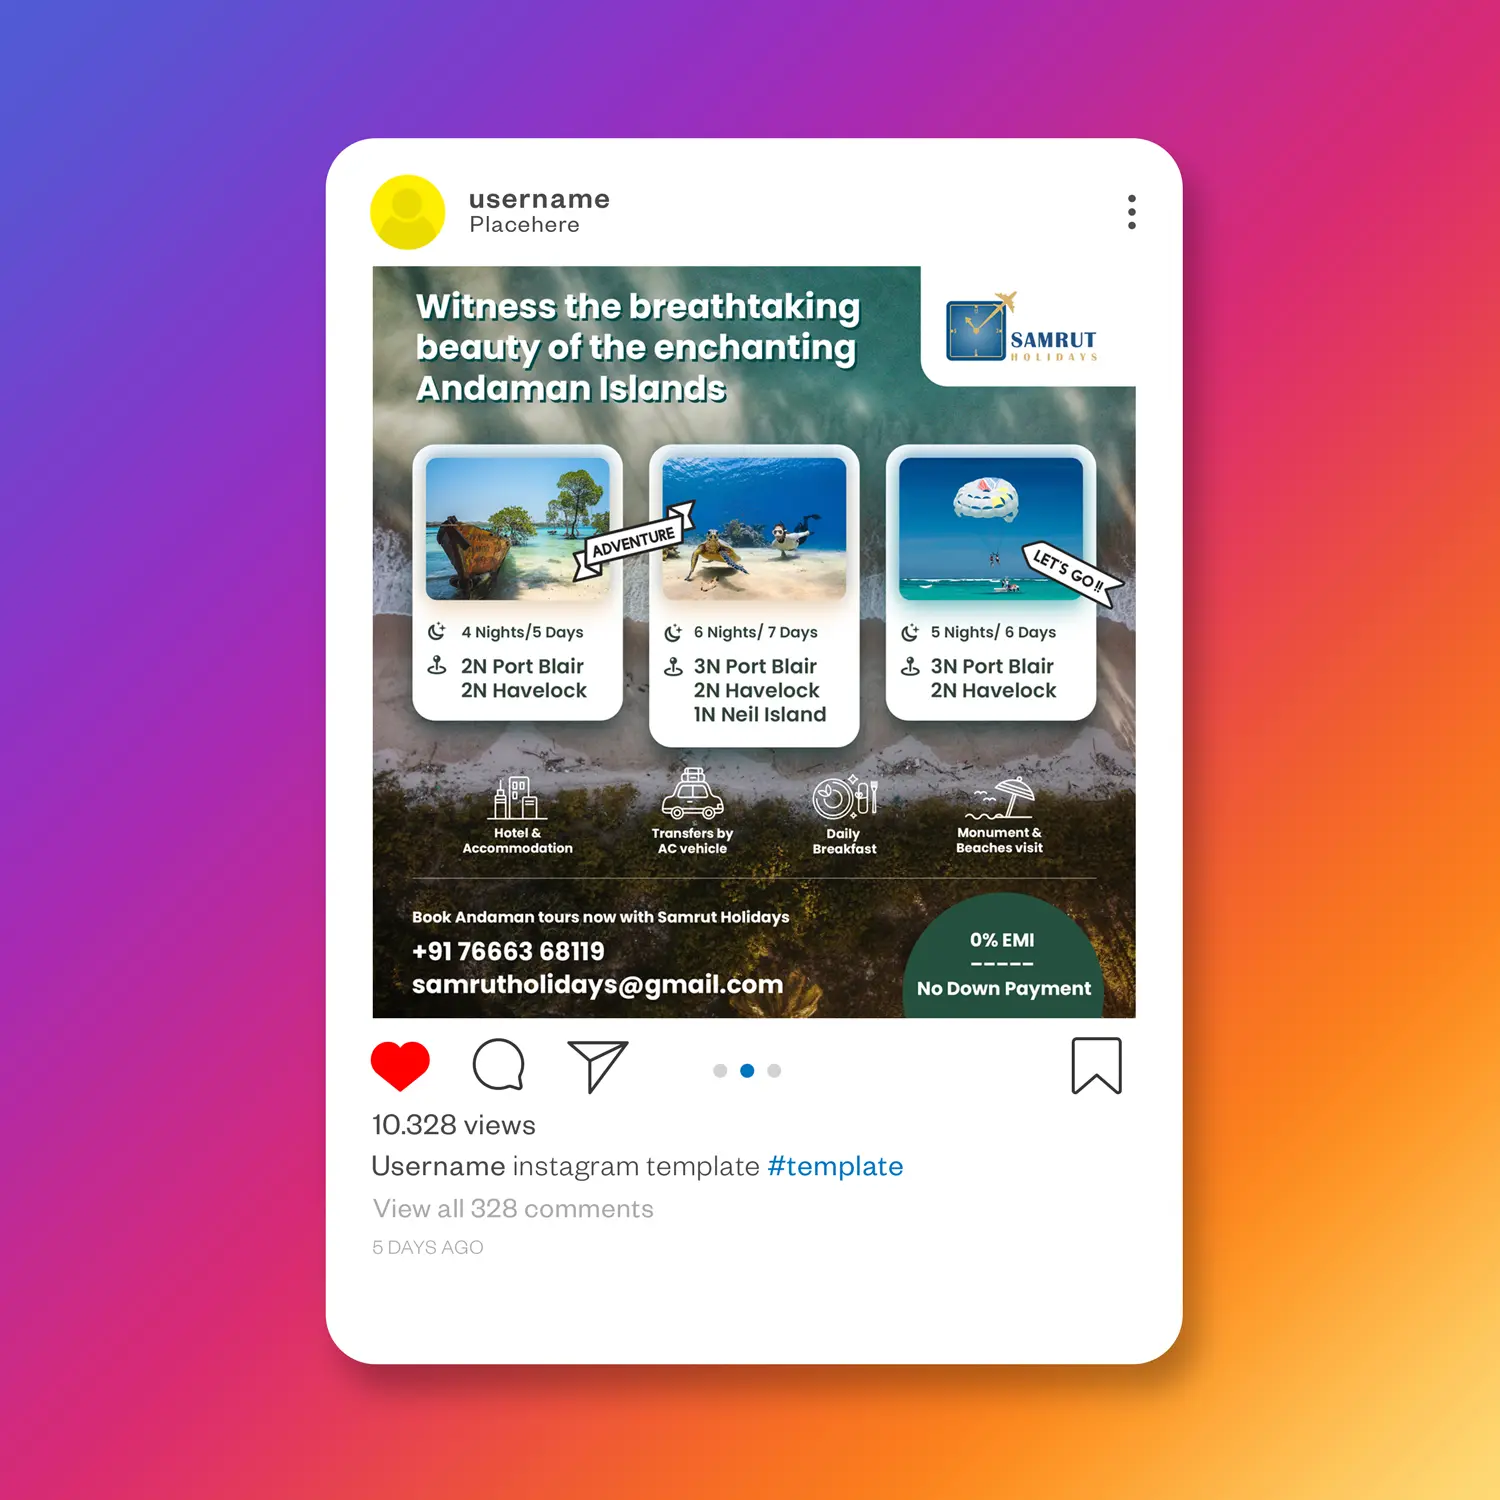 username
Placehere
Witness the breathtaking
beauty of the enchanting
Andaman Islands
SAMRUT
HOLIDAYS
ADVENTURE
LET'S GO!!
4 Nights/5 Days
2N Port Blair
2N Havelock
6 Nights/ 7 Days
3N Port Blair
2N Havelock
1N Neil Island
5 Nights/ 6 Days
3N Port Blair
2N Havelock
Hotel &
Accommodation
Transfers by
AC vehicle
Daily
Breakfast
Monument &
Beaches visit
Book Andaman tours now with Samrut Holidays
+91 76663 68119
samrutholidays@gmail.com
0% EMI
-----
No Down Payment
10.328 views
Username instagram template #template
View all 328 comments
5 DAYS AGO